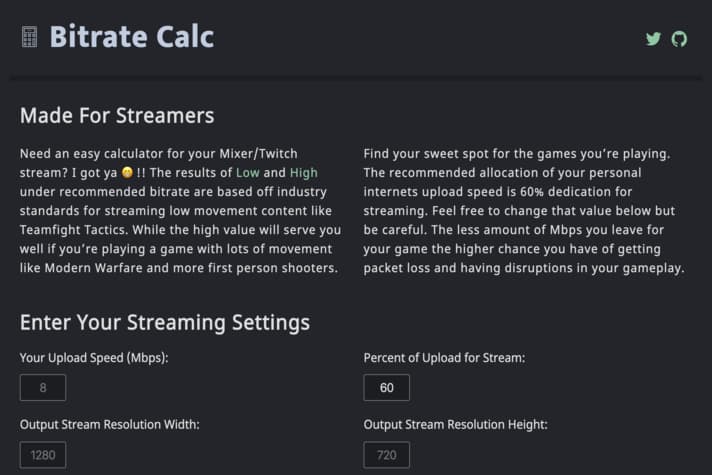 Bitrate Calc
Made For Streamers
Need an easy calculator for your Mixer/Twitch
stream? I got ya 🤭 !! The results of Low and High
under recommended bitrate are based off industry
standards for streaming low movement content like
Teamfight Tactics. While the high value will serve you
well if you’re playing a game with lots of movement
like Modern Warfare and more first person shooters.
Find your sweet spot for the games you’re playing.
The recommended allocation of your personal
internets upload speed is 60% dedication for
streaming. Feel free to change that value below but
be careful. The less amount of Mbps you leave for
your game the higher chance you have of getting
packet loss and having disruptions in your gameplay.
Enter Your Streaming Settings
Your Upload Speed (Mbps):
8
Percent of Upload for Stream:
60
Output Stream Resolution Width:
1280
Output Stream Resolution Height:
720